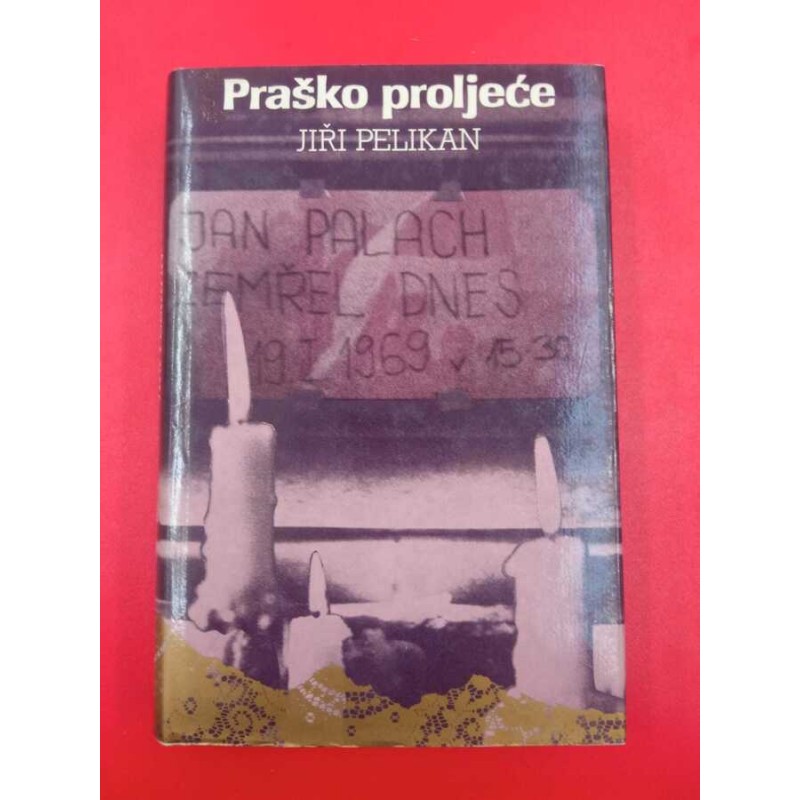 Praško proljeće
JIŘI PELIKAN
JAN PALACH
ZEMŘEL DNES
19 I 1969 v 15.30